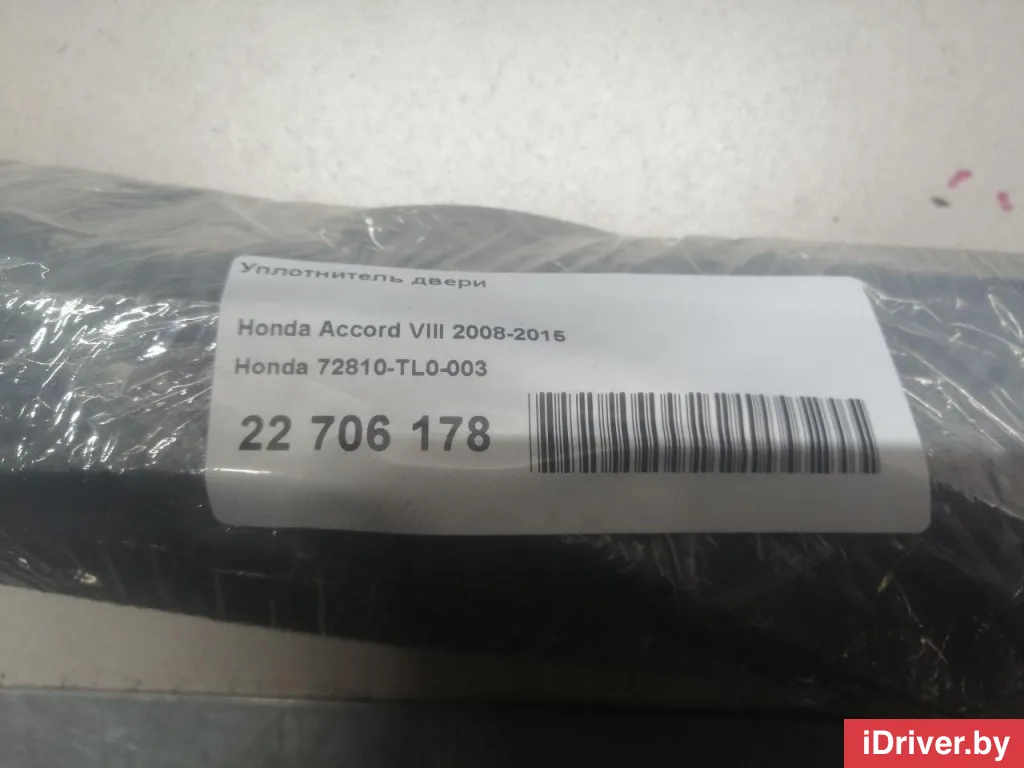 Уплотнитель двери
Honda Accord VIII 2008-2015
Honda 72810-TL0-003
22 706 178
iDriver.by